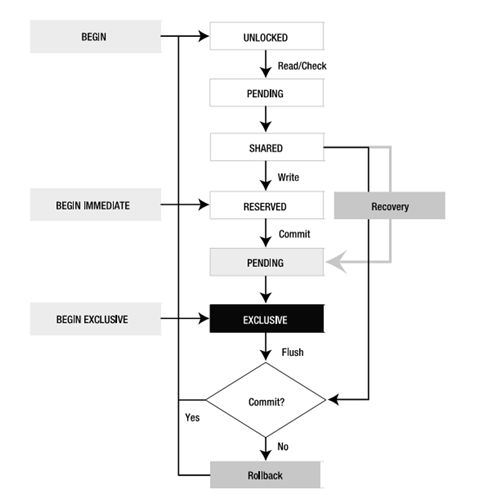 BEGIN
UNLOCKED
Read/Check
PENDING
SHARED
Write
BEGIN IMMEDIATE
RESERVED
Recovery
Commit
PENDING
BEGIN EXCLUSIVE
EXCLUSIVE
Flush
Commit?
Yes
No
Rollback